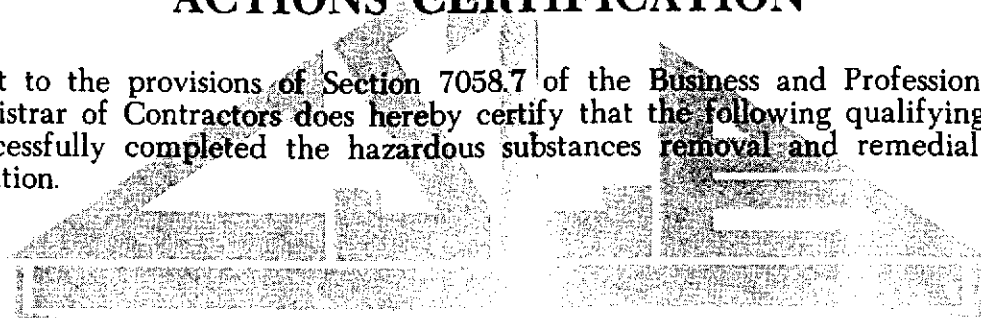 ACTIONS CERTIFICATION
t to the provisions of Section 7058.7 of the Business and Profession
istrar of Contractors does hereby certify that the following qualifying
cessfully completed the hazardous substances removal and remedial
tion.